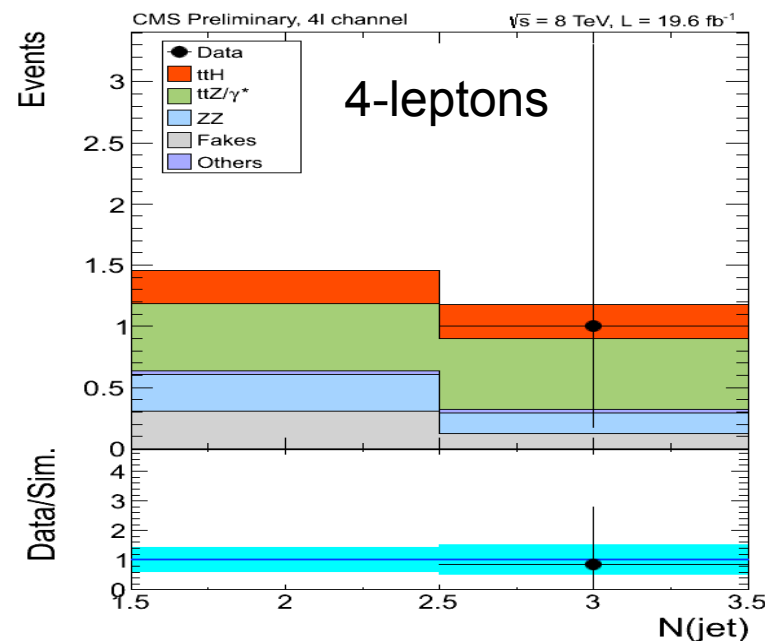 CMS Preliminary, 4l channel
√s = 8 TeV, L = 19.6 fb⁻¹
Events
Data
ttH
ttZ/γ*
ZZ
Fakes
Others
4-leptons
3
2.5
2
1.5
1
0.5
0
Data/Sim.
4
3
2
1
0
1.5 2 2.5 3 3.5
N(jet)